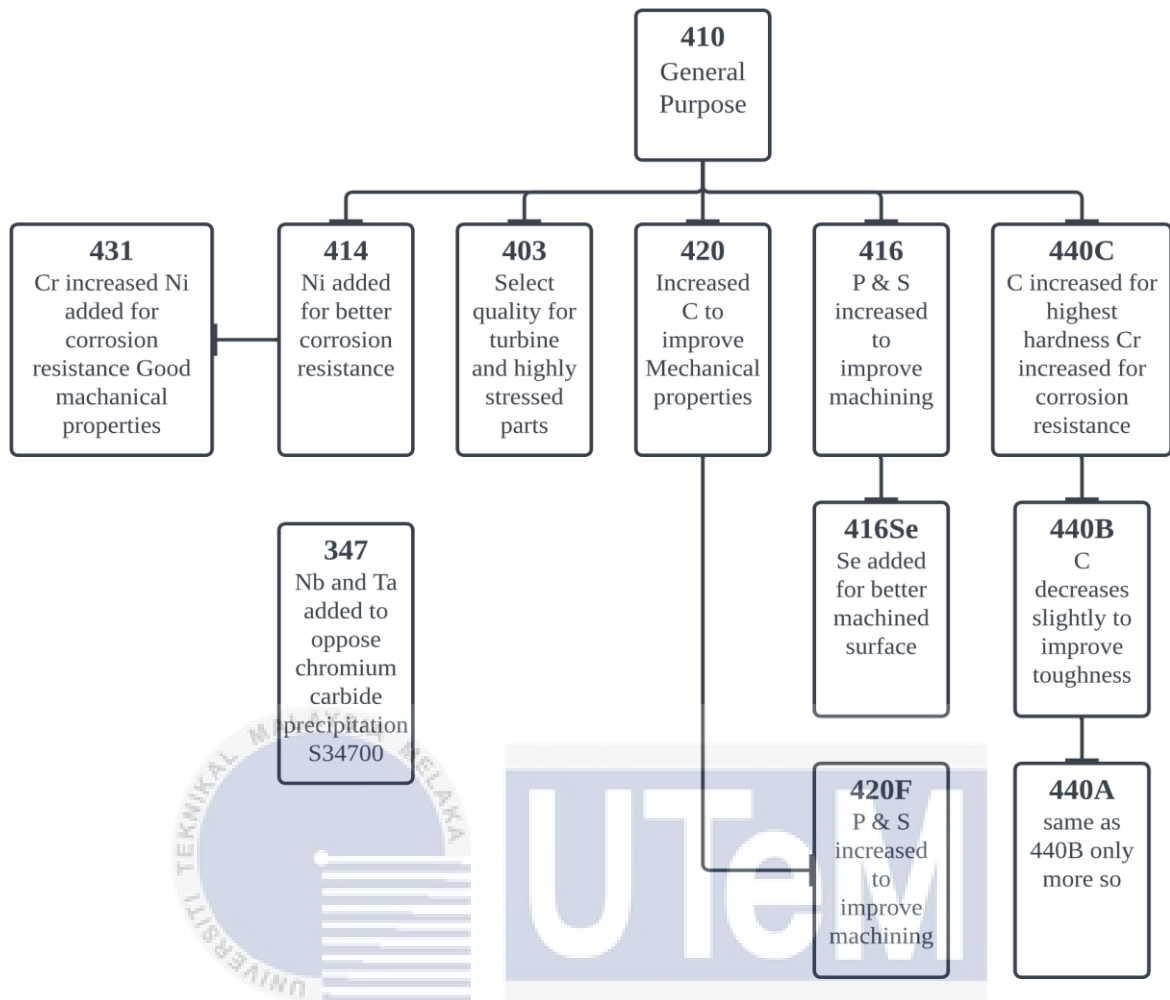 410
General
Purpose
431
Cr increased Ni
added for
corrosion
resistance Good
machanical
properties
414
Ni added
for better
corrosion
resistance
403
Select
quality for
turbine
and highly
stressed
parts
420
Increased
C to
improve
Mechanical
properties
416
P & S
increased
to
improve
machining
440C
C increased for
highest
hardness Cr
increased for
corrosion
resistance
347
Nb and Ta
added to
oppose
chromium
carbide
precipitation
S34700
416Se
Se added
for better
machined
surface
440B
C
decreases
slightly to
improve
toughness
420F
P & S
increased
to
improve
machining
440A
same as
440B only
more so
UNIVERSITI TEKNIKAL MALAYSIA MELAKA
UTeM